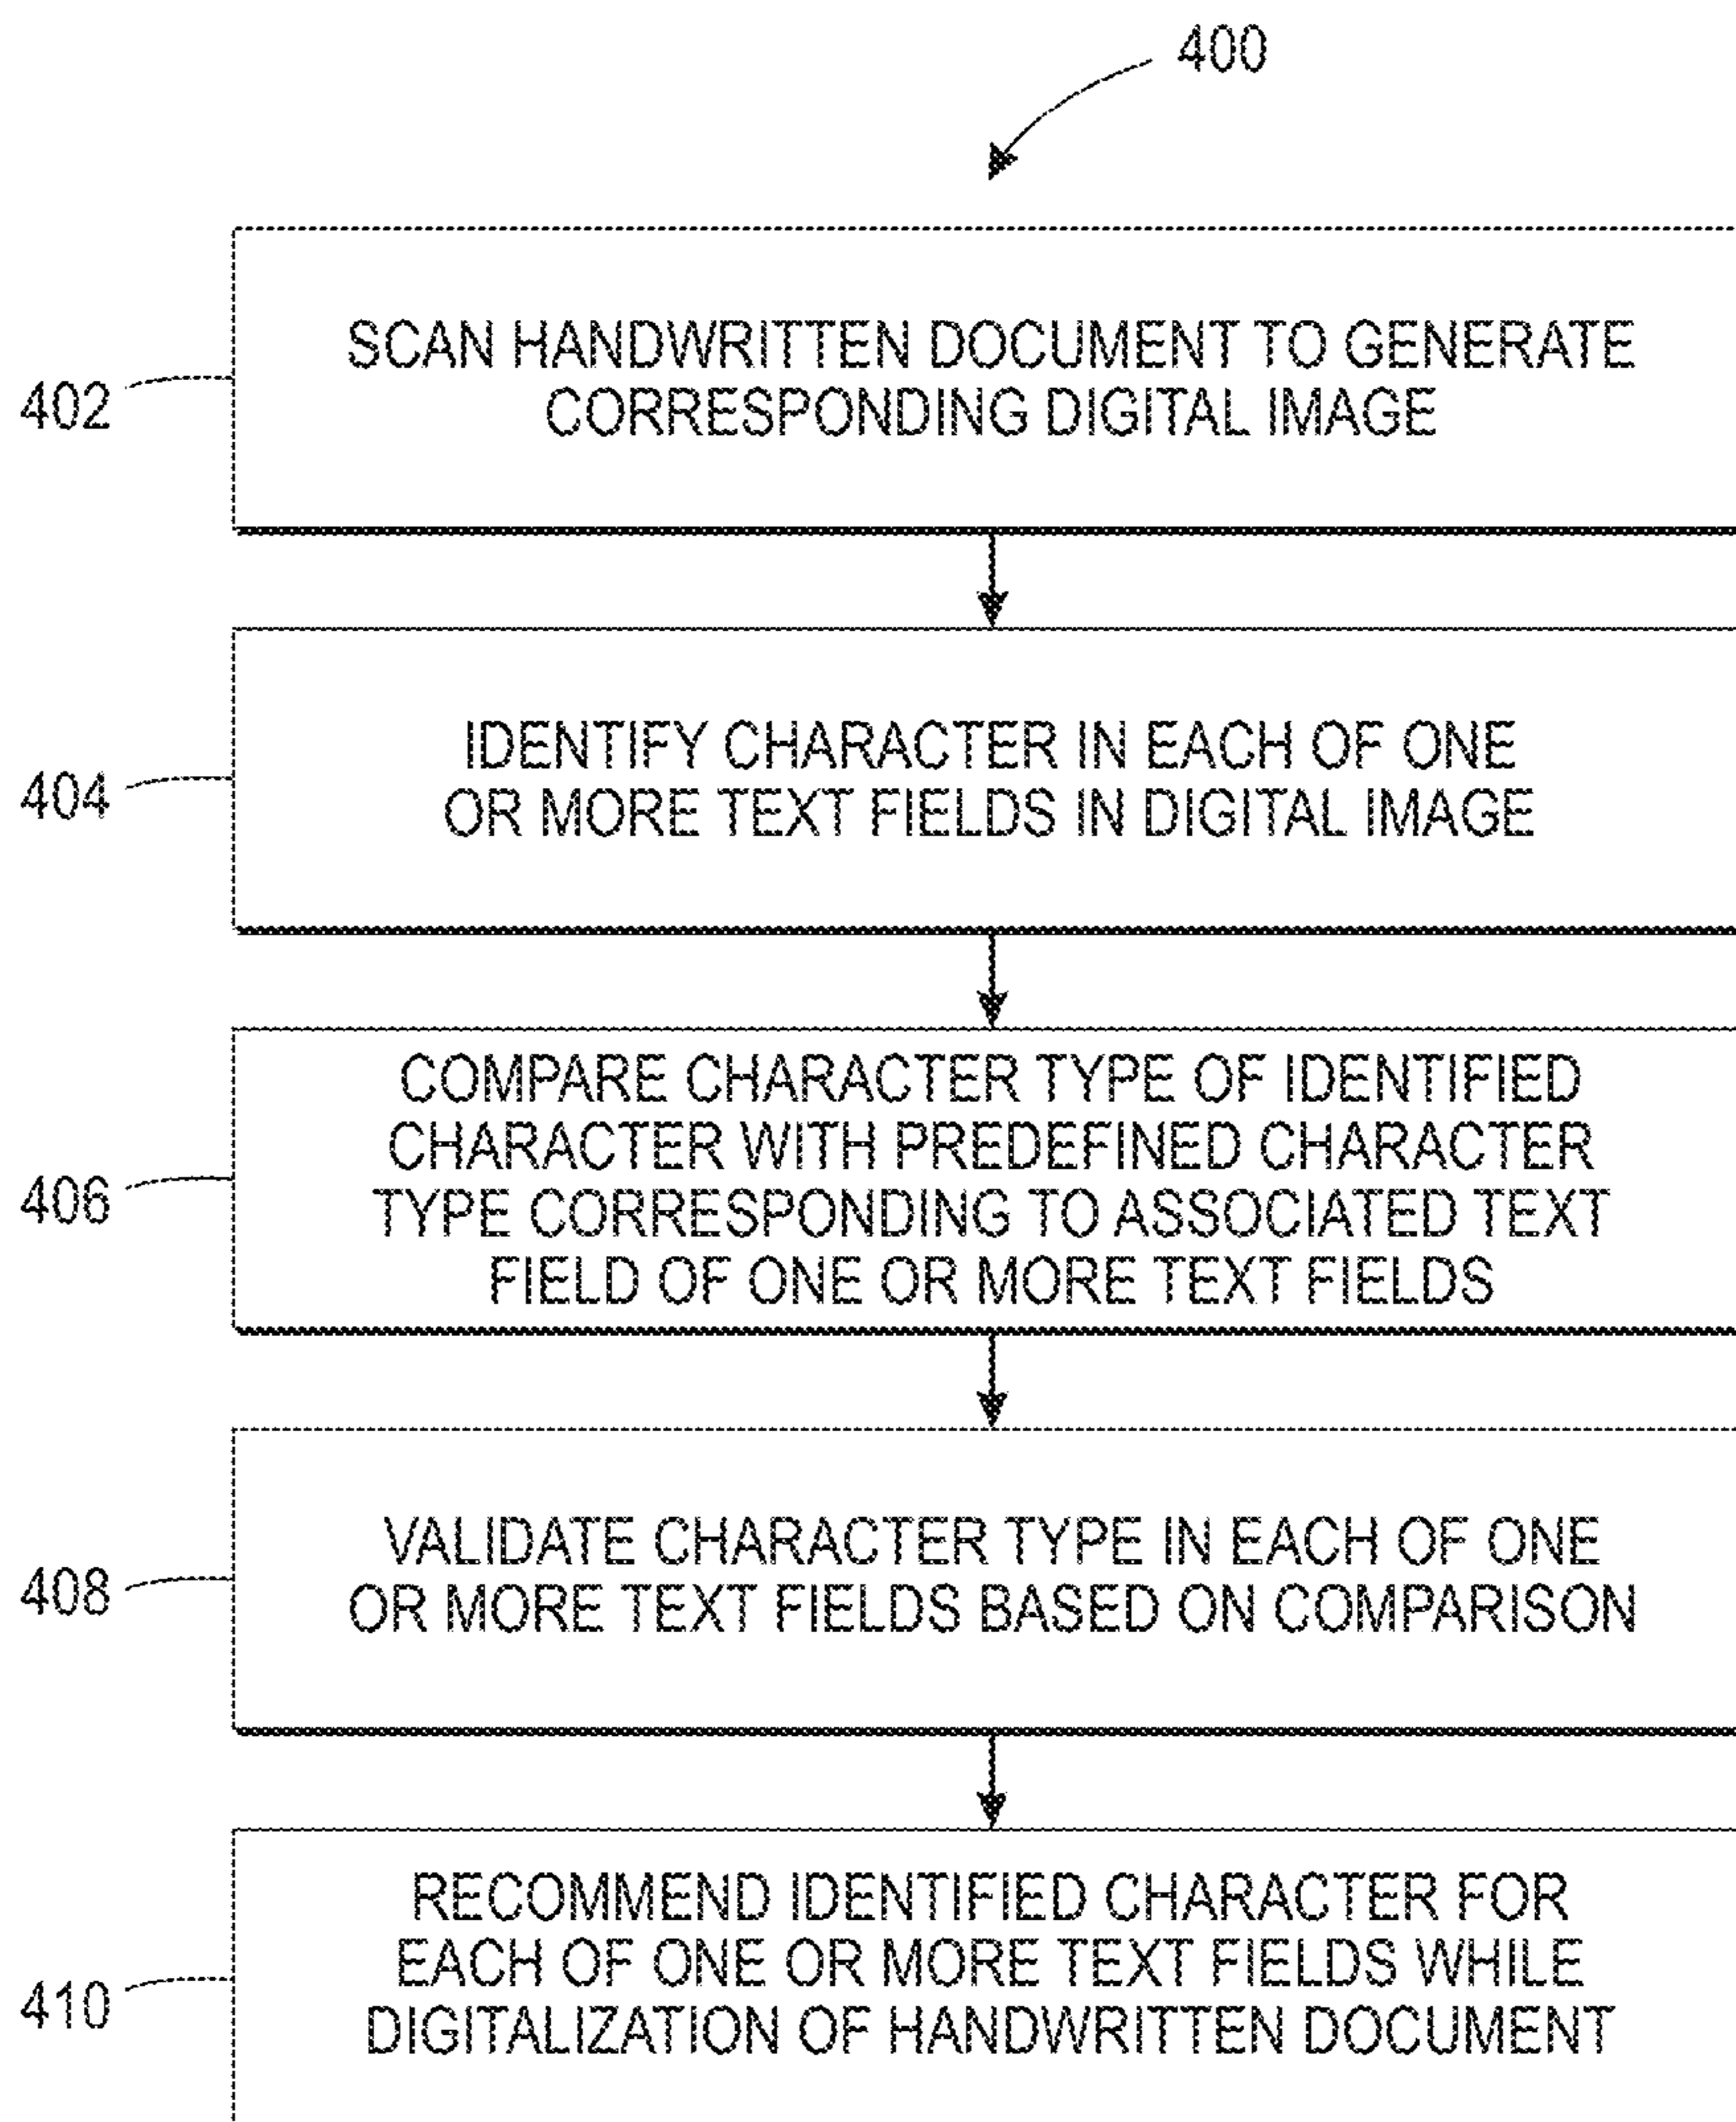 400
402
SCAN HANDWRITTEN DOCUMENT TO GENERATE
CORRESPONDING DIGITAL IMAGE
404
IDENTIFY CHARACTER IN EACH OF ONE
OR MORE TEXT FIELDS IN DIGITAL IMAGE
406
COMPARE CHARACTER TYPE OF IDENTIFIED
CHARACTER WITH PREDEFINED CHARACTER
TYPE CORRESPONDING TO ASSOCIATED TEXT
FIELD OF ONE OR MORE TEXT FIELDS
408
VALIDATE CHARACTER TYPE IN EACH OF ONE
OR MORE TEXT FIELDS BASED ON COMPARISON
410
RECOMMEND IDENTIFIED CHARACTER FOR
EACH OF ONE OR MORE TEXT FIELDS WHILE
DIGITALIZATION OF HANDWRITTEN DOCUMENT